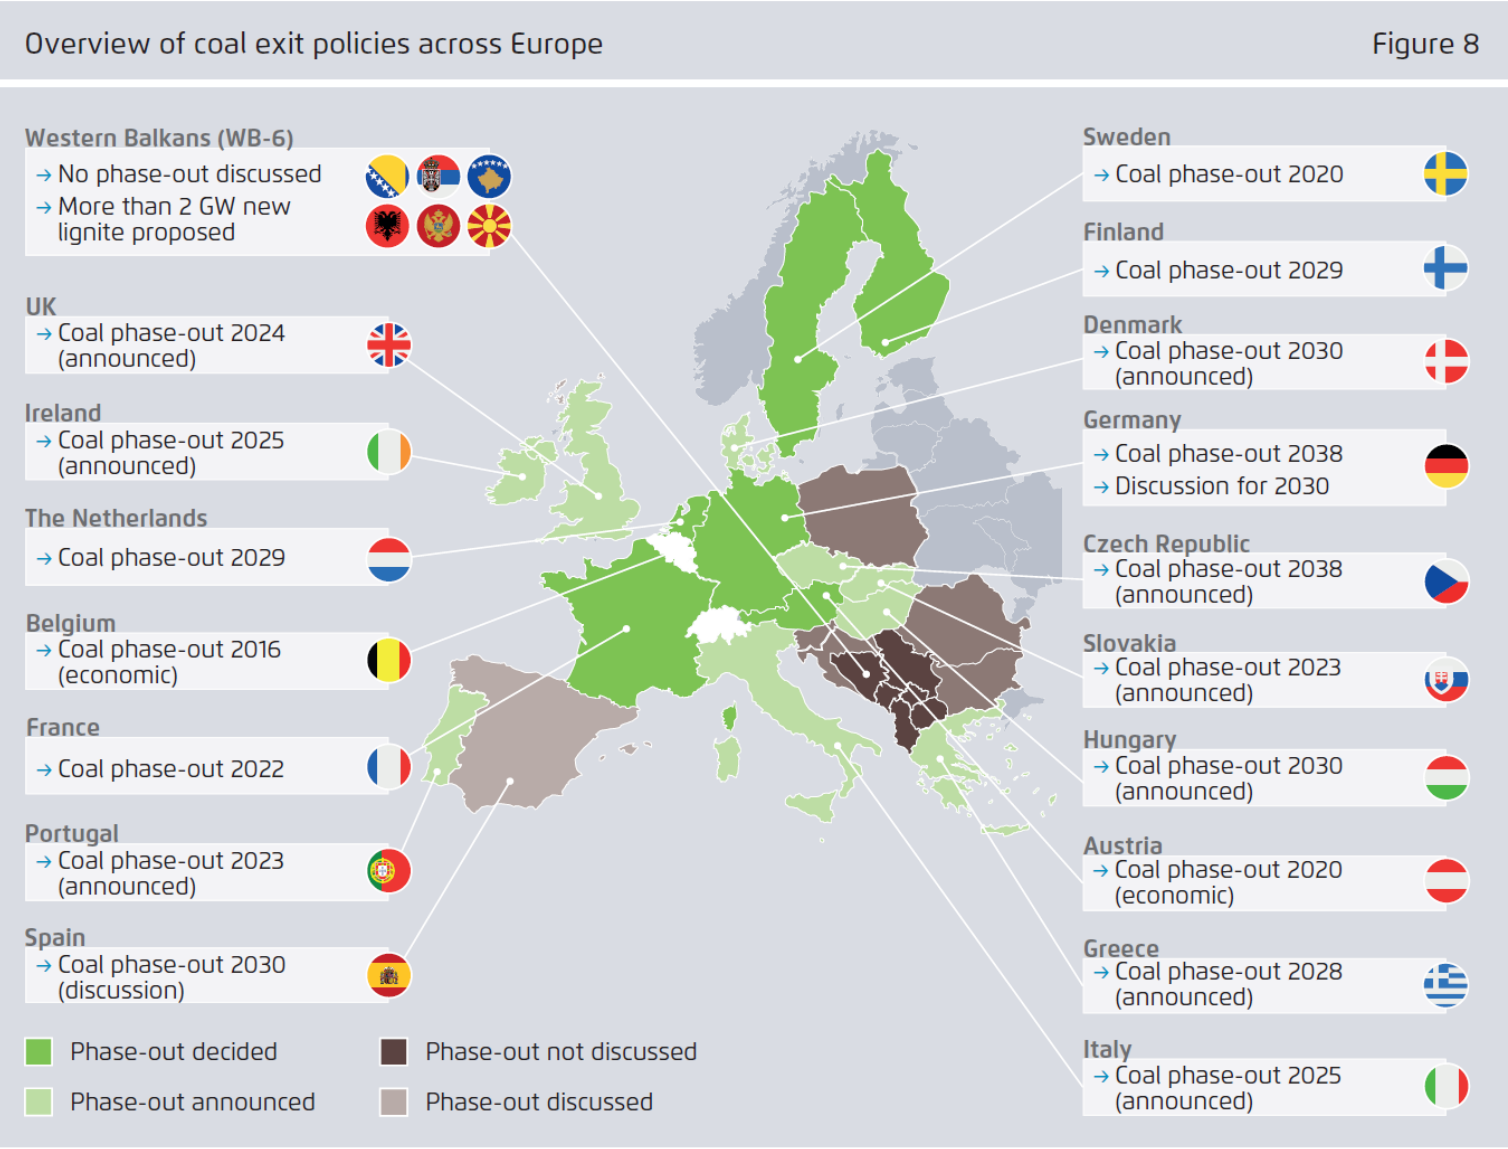 Overview of coal exit policies across Europe
Figure 8
Western Balkans (WB-6)
→ No phase-out discussed
→ More than 2 GW new
lignite proposed
UK
→ Coal phase-out 2024
(announced)
Ireland
→ Coal phase-out 2025
(announced)
The Netherlands
→ Coal phase-out 2029
Belgium
→ Coal phase-out 2016
(economic)
France
→ Coal phase-out 2022
Portugal
→ Coal phase-out 2023
(announced)
Spain
→ Coal phase-out 2030
(discussion)
Sweden
→ Coal phase-out 2020
Finland
→ Coal phase-out 2029
Denmark
→ Coal phase-out 2030
(announced)
Germany
→ Coal phase-out 2038
→ Discussion for 2030
Czech Republic
→ Coal phase-out 2038
(announced)
Slovakia
→ Coal phase-out 2023
(announced)
Hungary
→ Coal phase-out 2030
(announced)
Austria
→ Coal phase-out 2020
(economic)
Greece
→ Coal phase-out 2028
(announced)
Italy
→ Coal phase-out 2025
(announced)
Phase-out decided
Phase-out announced
Phase-out not discussed
Phase-out discussed